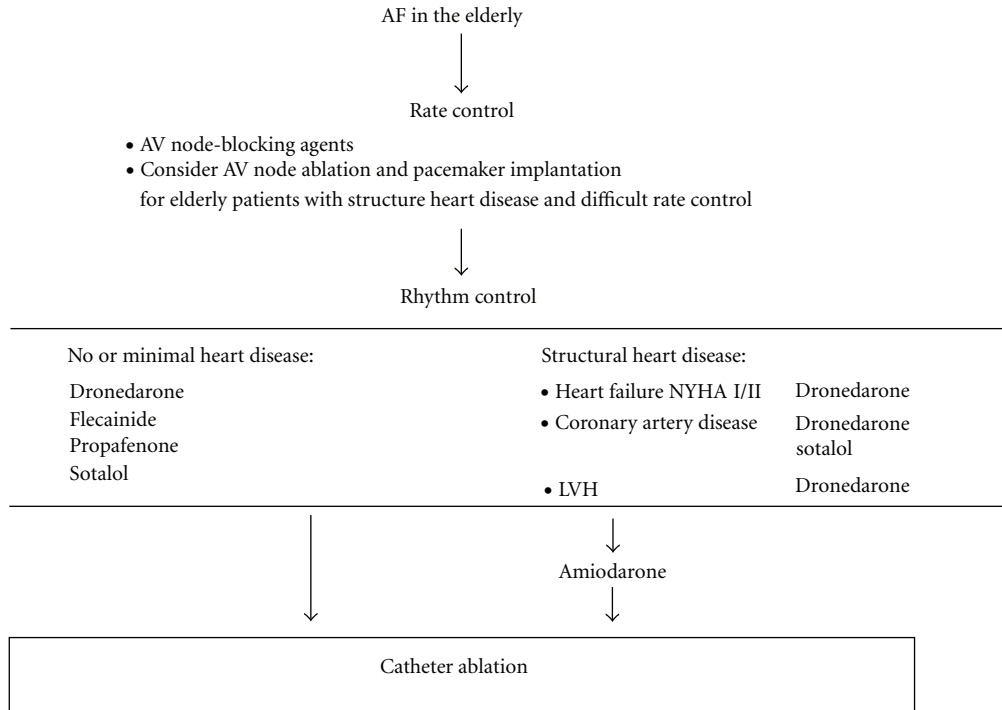 AF in the elderly
Rate control
• AV node-blocking agents
• Consider AV node ablation and pacemaker implantation
for elderly patients with structure heart disease and difficult rate control
Rhythm control
No or minimal heart disease:
Dronedarone
Flecainide
Propafenone
Sotalol
Structural heart disease:
• Heart failure NYHA I/II Dronedarone
• Coronary artery disease Dronedarone
sotalol
• LVH Dronedarone
Amiodarone
Catheter ablation